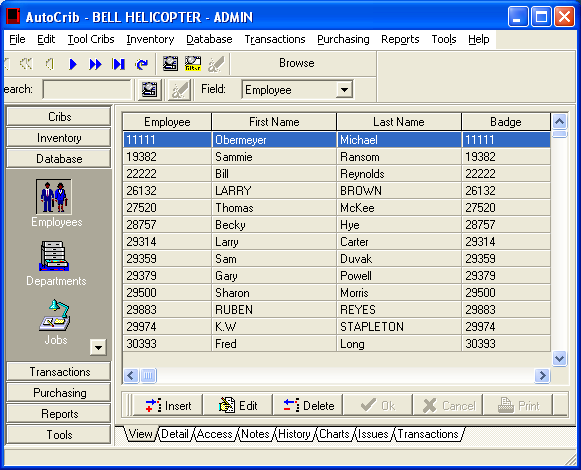 AutoCrib - BELL HELICOPTER - ADMIN
File Edit Tool Cribs Inventory Database Transactions Purchasing Reports Tools Help
filter Browse
earch: Field: Employee
Cribs
Inventory
Database
Employees
Departments
Jobs
Transactions
Purchasing
Reports
Tools
Employee First Name Last Name Badge
11111 Obermeyer Michael 11111
19382 Sammie Ransom 19382
22222 Bill Reynolds 22222
26132 LARRY BROWN 26132
27520 Thomas McKee 27520
28757 Becky Hye 28757
29314 Larry Carter 29314
29359 Sam Duvak 29359
29379 Gary Powell 29379
29500 Sharon Morris 29500
29883 RUBEN REYES 29883
29974 K.W STAPLETON 29974
30393 Fred Long 30393
Insert Edit Delete Ok Cancel Print
View Detail Access Notes History Charts Issues Transactions